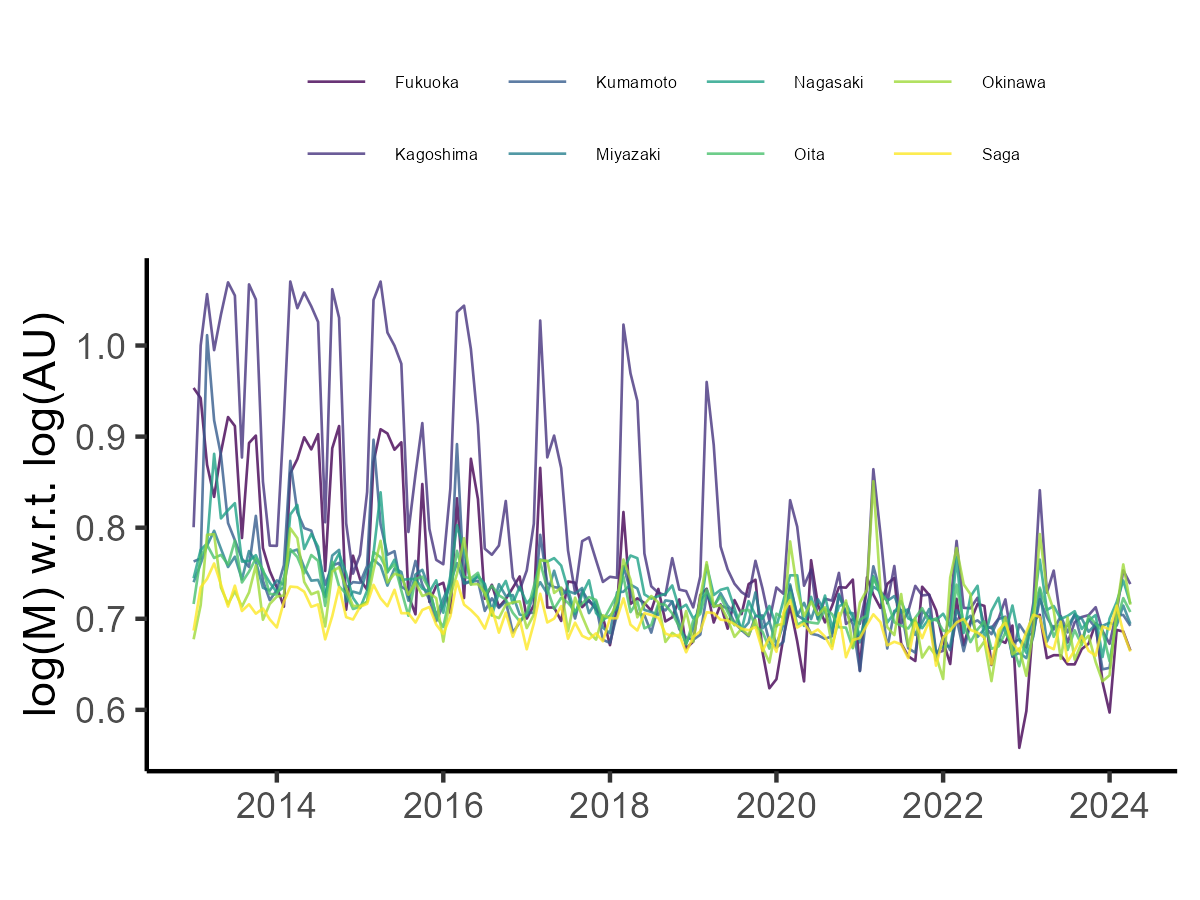 Fukuoka Kumamoto Nagasaki Okinawa
Kagoshima Miyazaki Oita Saga
log(M) w.r.t. log(AU)
1.0
0.9
0.8
0.7
0.6
2014 2016 2018 2020 2022 2024